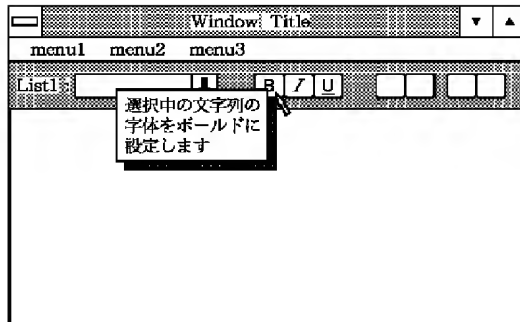 Window Title
menu1 menu2 menu3
List1:
B I U
選択中の文字列の
字体をボールドに
設定します